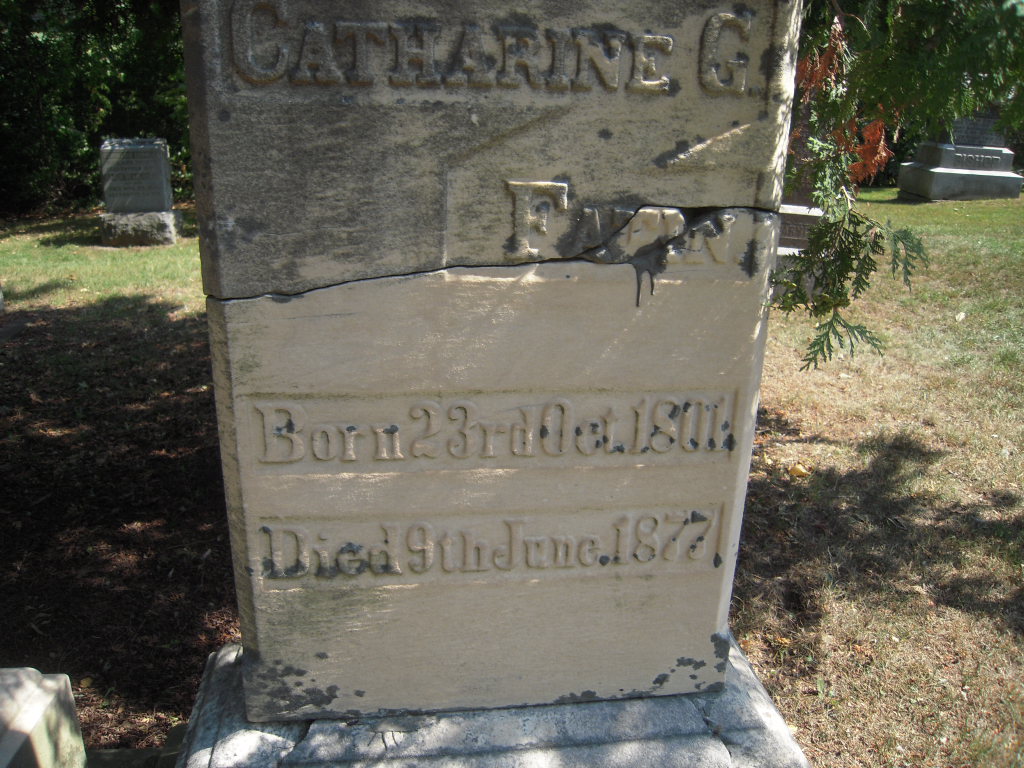 Catharine G.
Born 23rd Oct. 1801
Died 9th June. 1877